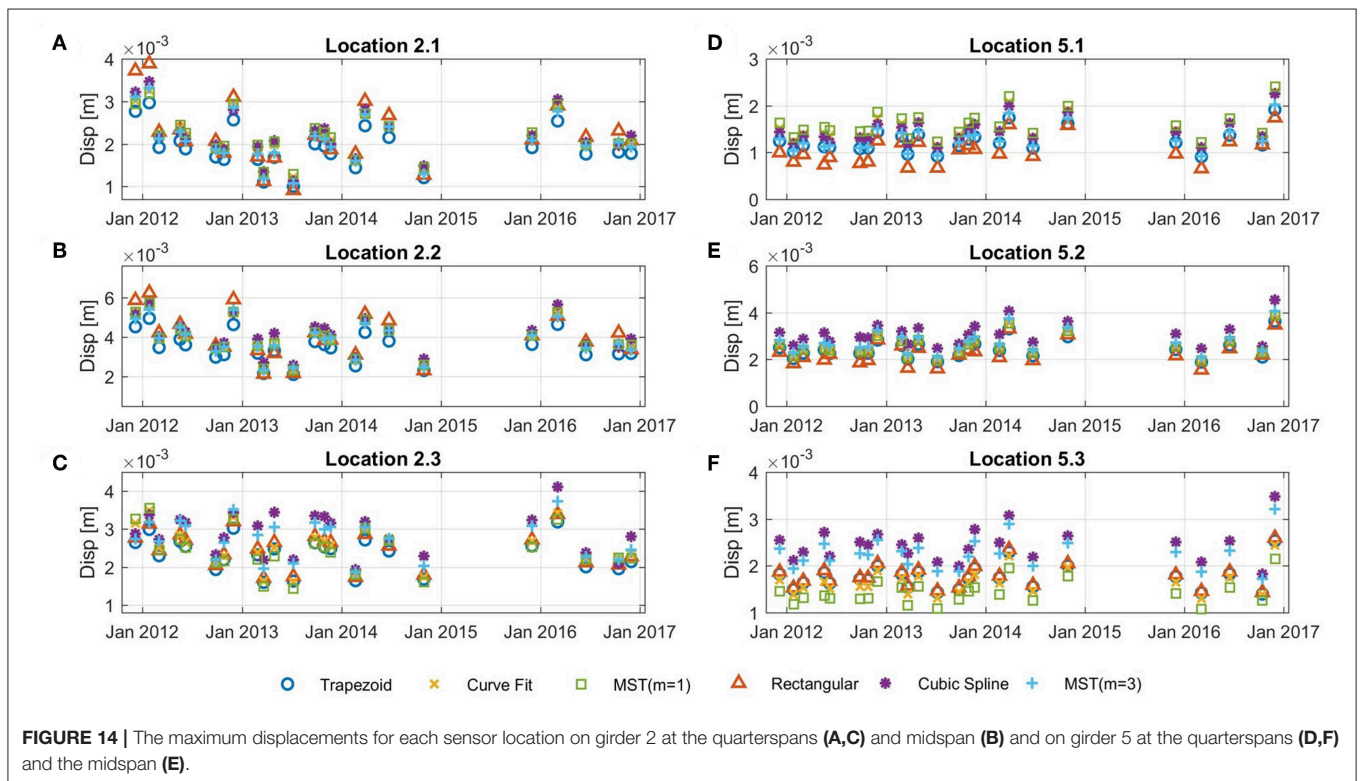 A
×10⁻³
Location 2.1
Disp [m]
4
3
2
1
Jan 2012 Jan 2013 Jan 2014 Jan 2015 Jan 2016 Jan 2017
B
×10⁻³
Location 2.2
Disp [m]
6
4
2
Jan 2012 Jan 2013 Jan 2014 Jan 2015 Jan 2016 Jan 2017
C
×10⁻³
Location 2.3
Disp [m]
4
3
2
1
Jan 2012 Jan 2013 Jan 2014 Jan 2015 Jan 2016 Jan 2017
D
×10⁻³
Location 5.1
Disp [m]
3
2
1
0
Jan 2012 Jan 2013 Jan 2014 Jan 2015 Jan 2016 Jan 2017
E
×10⁻³
Location 5.2
Disp [m]
6
4
2
0
Jan 2012 Jan 2013 Jan 2014 Jan 2015 Jan 2016 Jan 2017
F
×10⁻³
Location 5.3
Disp [m]
4
3
2
1
Jan 2012 Jan 2013 Jan 2014 Jan 2015 Jan 2016 Jan 2017
Trapezoid Curve Fit MST(m=1) Rectangular Cubic Spline MST(m=3)
FIGURE 14 | The maximum displacements for each sensor location on girder 2 at the quarterspans (A,C) and midspan (B) and on girder 5 at the quarterspans (D,F)
and the midspan (E).